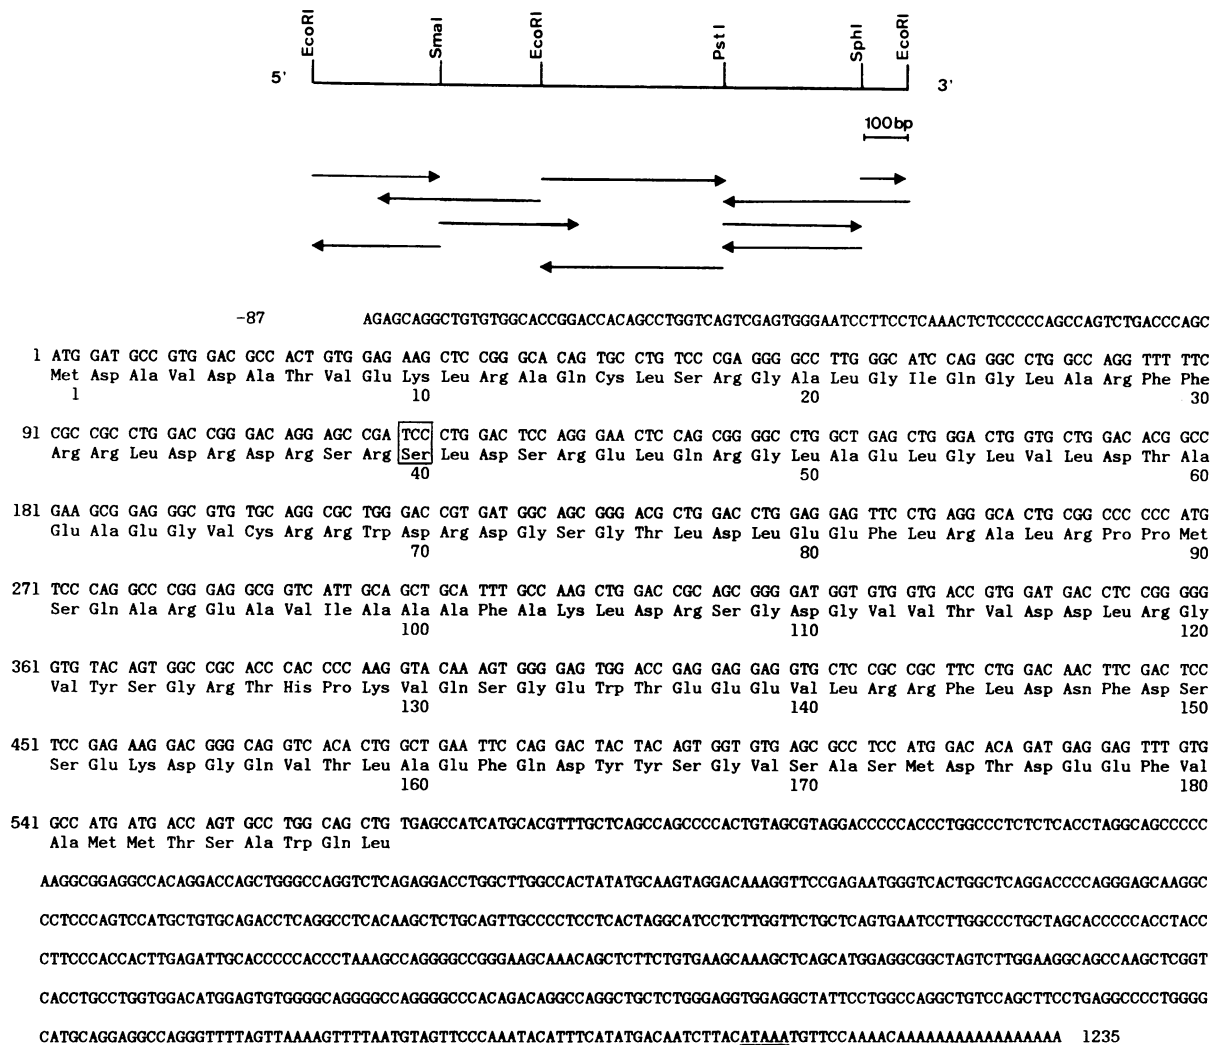 EcoRI SmaI EcoRI PstI SphI EcoRI
5' 3'
100bp
-87 AGAGCAGGCTGTGTGGCACCGGACCACAGCCTGGTCAGTCGAGTGGGAATCCTTCCTCAAACTCTCCCCCAGCCAGTCTGACCCAGC
1 ATG GAT GCC GTG GAC GCC ACT GTG GAG AAG CTC CGG GCA CAG TGC CTG TCC CGA GGG GCC TTG GGC ATC CAG GGC CTG GCC AGG TTT TTC
Met Asp Ala Val Asp Ala Thr Val Glu Lys Leu Arg Ala Gln Cys Leu Ser Arg Gly Ala Leu Gly Ile Gln Gly Leu Ala Arg Phe Phe
1 10 20 30
91 CGC CGC CTG GAC CGG GAC AGG AGC CGA TCC CTG GAC TCC AGG GAA CTC CAG CGG GGC CTG GCT GAG CTG GGA CTG GTG CTG GAC ACG GCC
Arg Arg Leu Asp Arg Asp Arg Ser Arg Ser Leu Asp Ser Arg Glu Leu Gln Arg Gly Leu Ala Glu Leu Gly Leu Val Leu Asp Thr Ala
40 50 60
181 GAA GCG GAG GGC GTG TGC AGG CGC TGG GAC CGT GAT GGC AGC GGG ACG CTG GAC CTG GAG GAG TTC CTG AGG GCA CTG CGG CCC CCC ATG
Glu Ala Glu Gly Val Cys Arg Arg Trp Asp Arg Asp Gly Ser Gly Thr Leu Asp Leu Glu Glu Phe Leu Arg Ala Leu Arg Pro Pro Met
70 80 90
271 TCC CAG GCC CGG GAG GCG GTC ATT GCA GCT GCA TTT GCC AAG CTG GAC CGC AGC GGG GAT GGT GTG GTG ACC GTG GAT GAC CTC CGG GGG
Ser Gln Ala Arg Glu Ala Val Ile Ala Ala Ala Phe Ala Lys Leu Asp Arg Ser Gly Asp Gly Val Val Thr Val Asp Asp Leu Arg Gly
100 110 120
361 GTG TAC AGT GGC CGC ACC CAC CCC AAG GTA CAA AGT GGG GAG TGG ACC GAG GAG GAG GTG CTC CGC CGC TTC CTG GAC AAC TTC GAC TCC
Val Tyr Ser Gly Arg Thr His Pro Lys Val Gln Ser Gly Glu Trp Thr Glu Glu Glu Val Leu Arg Arg Phe Leu Asp Asn Phe Asp Ser
130 140 150
451 TCC GAG AAG GAC GGG CAG GTC ACA CTG GCT GAA TTC CAG GAC TAC TAC AGT GGT GTG AGC GCC TCC ATG GAC ACA GAT GAG GAG TTT GTG
Ser Glu Lys Asp Gly Gln Val Thr Leu Ala Glu Phe Gln Asp Tyr Tyr Ser Gly Val Ser Ala Ser Met Asp Thr Asp Glu Glu Phe Val
160 170 180
541 GCC ATG ATG ACC AGT GCC TGG CAG CTG TGAGCCATCATGCACGTTTGCTCAGCCAGCCCCACTGTAGCGTAGGACCCCCACCCTGGCCCTCTCTCACCTAGGCAGCCCCC
Ala Met Met Thr Ser Ala Trp Gln Leu
AAGGCGGAGGCCACAGGACCAGCTGGGCCAGGTCTCAGAGGACCTGGCTTGGCCACTATATGCAAGTAGGACAAAGGTTCCGAGAATGGGTCACTGGCTCAGGACCCCAGGGAGCAAGGC
CCTCCCAGTCCATGCTGTGCAGACCTCAGGCCTCACAAGCTCTGCAGTTGCCCCTCCTCACTAGGCATCCTCTTGGTTCTGCTCAGTGAATCCTTGGCCCTGCTAGCACCCCCACCTACC
CTTCCCACCACTTGAGATTGCACCCCCACCCTAAAGCCAGGGGCCGGGAAGCAAACAGCTCTTCTGTGAAGCAAAGCTCAGCATGGAGGCGGCTAGTCTTGGAAGGCAGCCAAGCTCGGT
CACCTGCCTGGTGGACATGGAGTGTGGGGCAGGGGCCAGGGGCCCACAGACAGGCCAGGCTGCTCTGGGAGGTGGAGGCTATTCCTGGCCAGGCTGTCCAGCTTCCTGAGGCCCCTGGGG
CATGCAGGAGGCCAGGGTTTTAGTTAAAAGTTTTAATGTAGTTCCCAAATACATTTCATATGACAATCTTACATAAATGTTCCAAAACAAAAAAAAAAAAAAAAA 1235